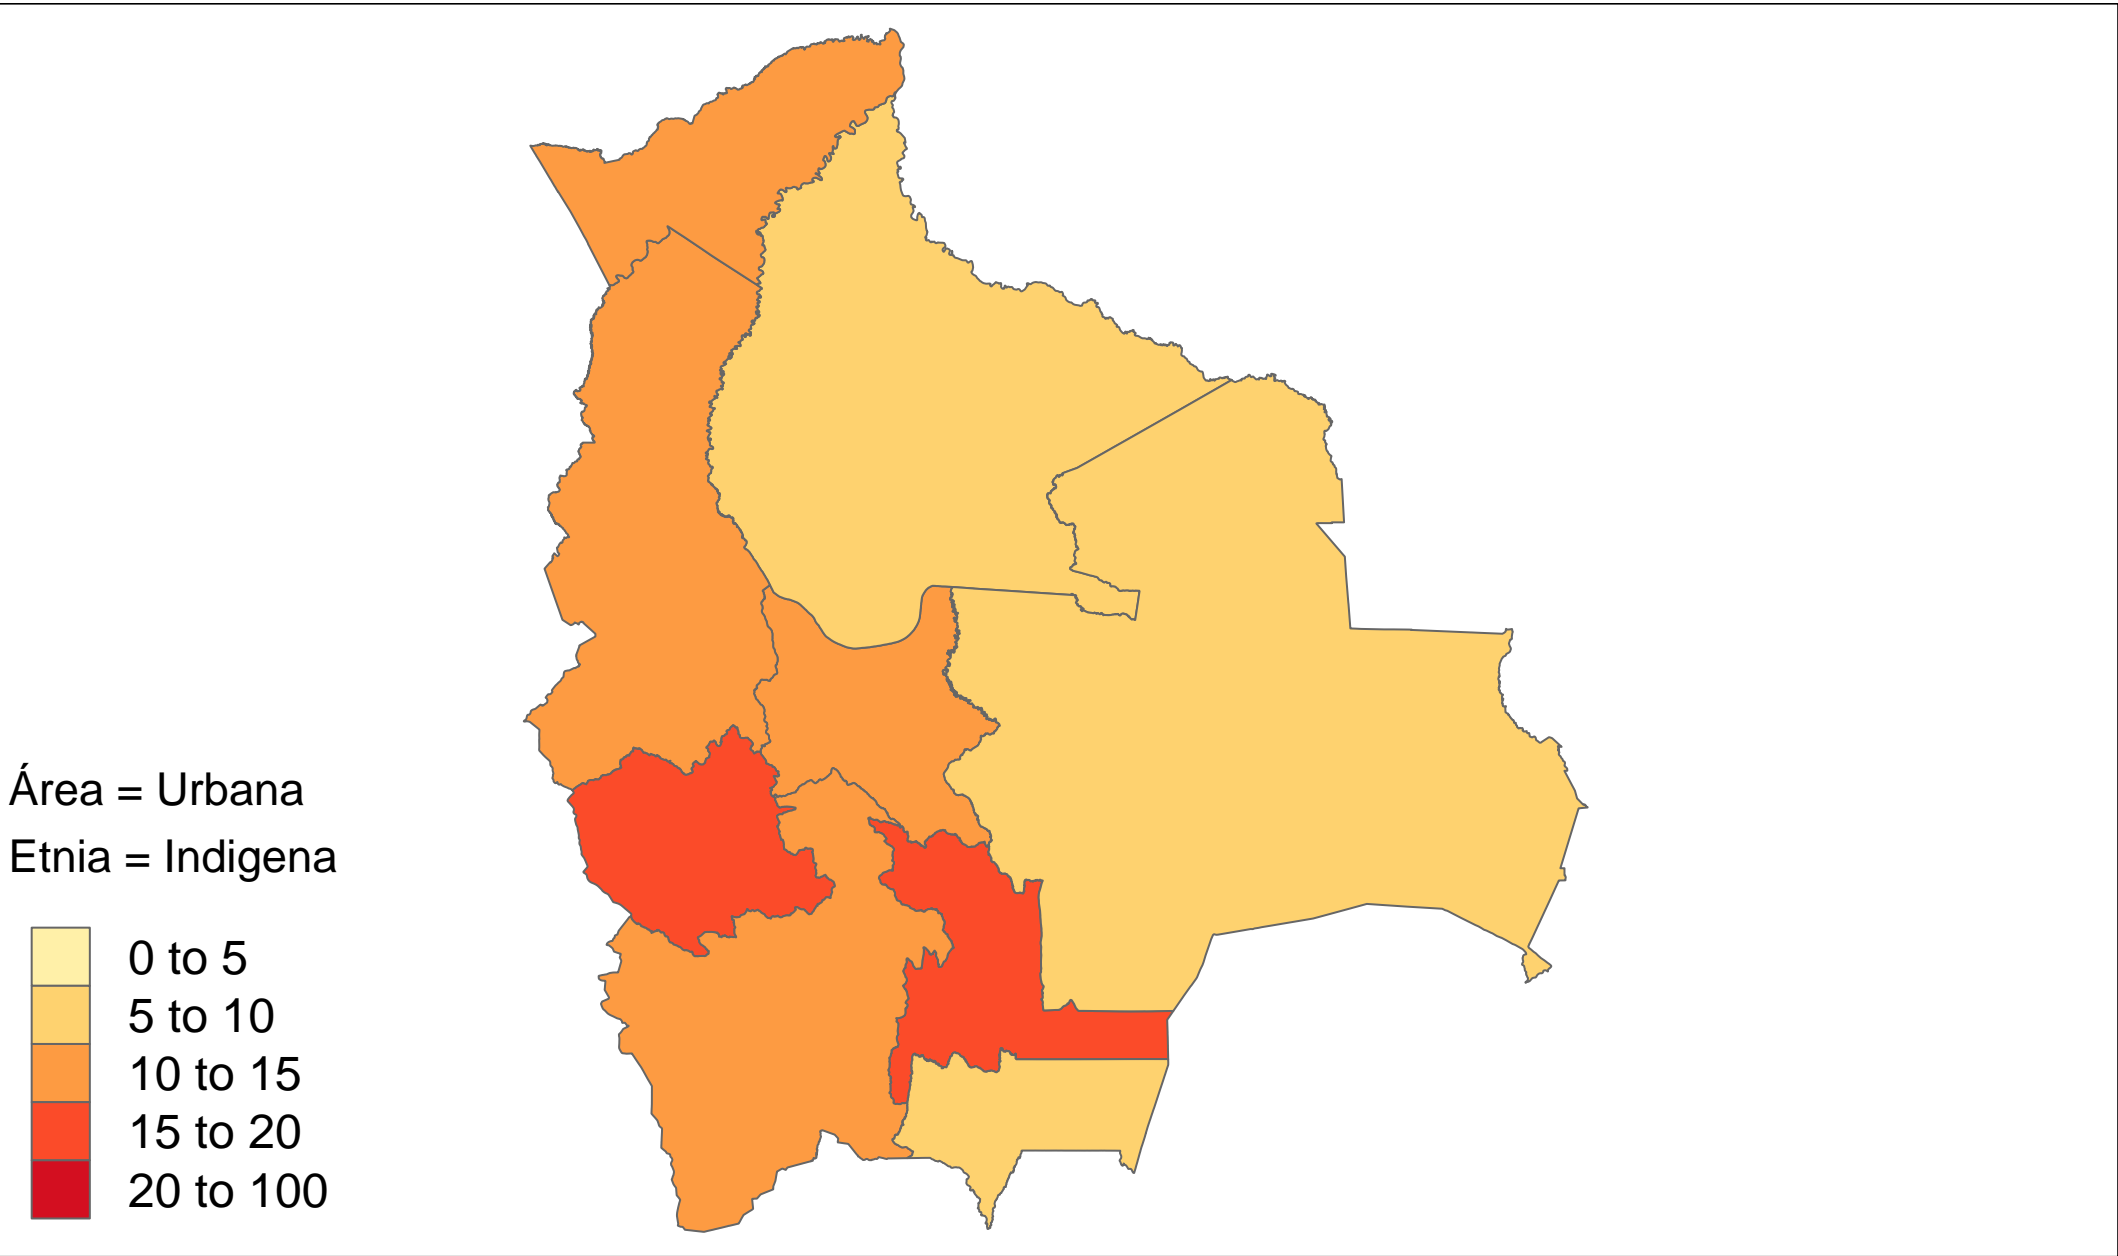 Área = Urbana
Etnia = Indigena
0 to 5
5 to 10
10 to 15
15 to 20
20 to 100